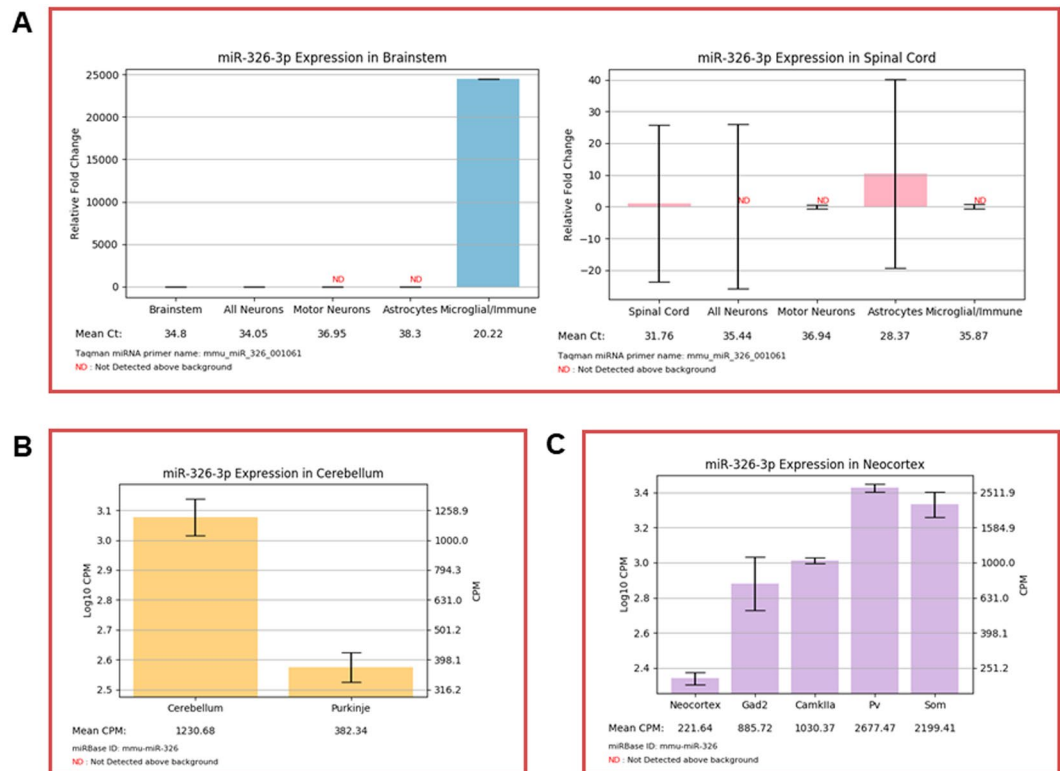 A
miR-326-3p Expression in Brainstem
Relative Fold Change
25000
20000
15000
10000
5000
0
ND
ND
Brainstem All Neurons Motor Neurons Astrocytes Microglial/Immune
Mean Ct: 34.8 34.05 36.95 38.3 20.22
Taqman miRNA primer name: mmu_miR_326_001061
ND : Not Detected above background
miR-326-3p Expression in Spinal Cord
Relative Fold Change
40
30
20
10
0
−10
−20
ND
ND
ND
Spinal Cord All Neurons Motor Neurons Astrocytes Microglial/Immune
Mean Ct: 31.76 35.44 36.94 28.37 35.87
Taqman miRNA primer name: mmu_miR_326_001061
ND : Not Detected above background
B
miR-326-3p Expression in Cerebellum
Log10 CPM
3.1
3.0
2.9
2.8
2.7
2.6
2.5
1258.9
1000.0
794.3
631.0
501.2
398.1
316.2
CPM
Cerebellum Purkinje
Mean CPM: 1230.68 382.34
miRBase ID: mmu-miR-326
ND : Not Detected above background
C
miR-326-3p Expression in Neocortex
Log10 CPM
3.4
3.2
3.0
2.8
2.6
2.4
2511.9
1584.9
1000.0
631.0
398.1
251.2
CPM
Neocortex Gad2 CamkIIa Pv Som
Mean CPM: 221.64 885.72 1030.37 2677.47 2199.41
miRBase ID: mmu-miR-326
ND : Not Detected above background